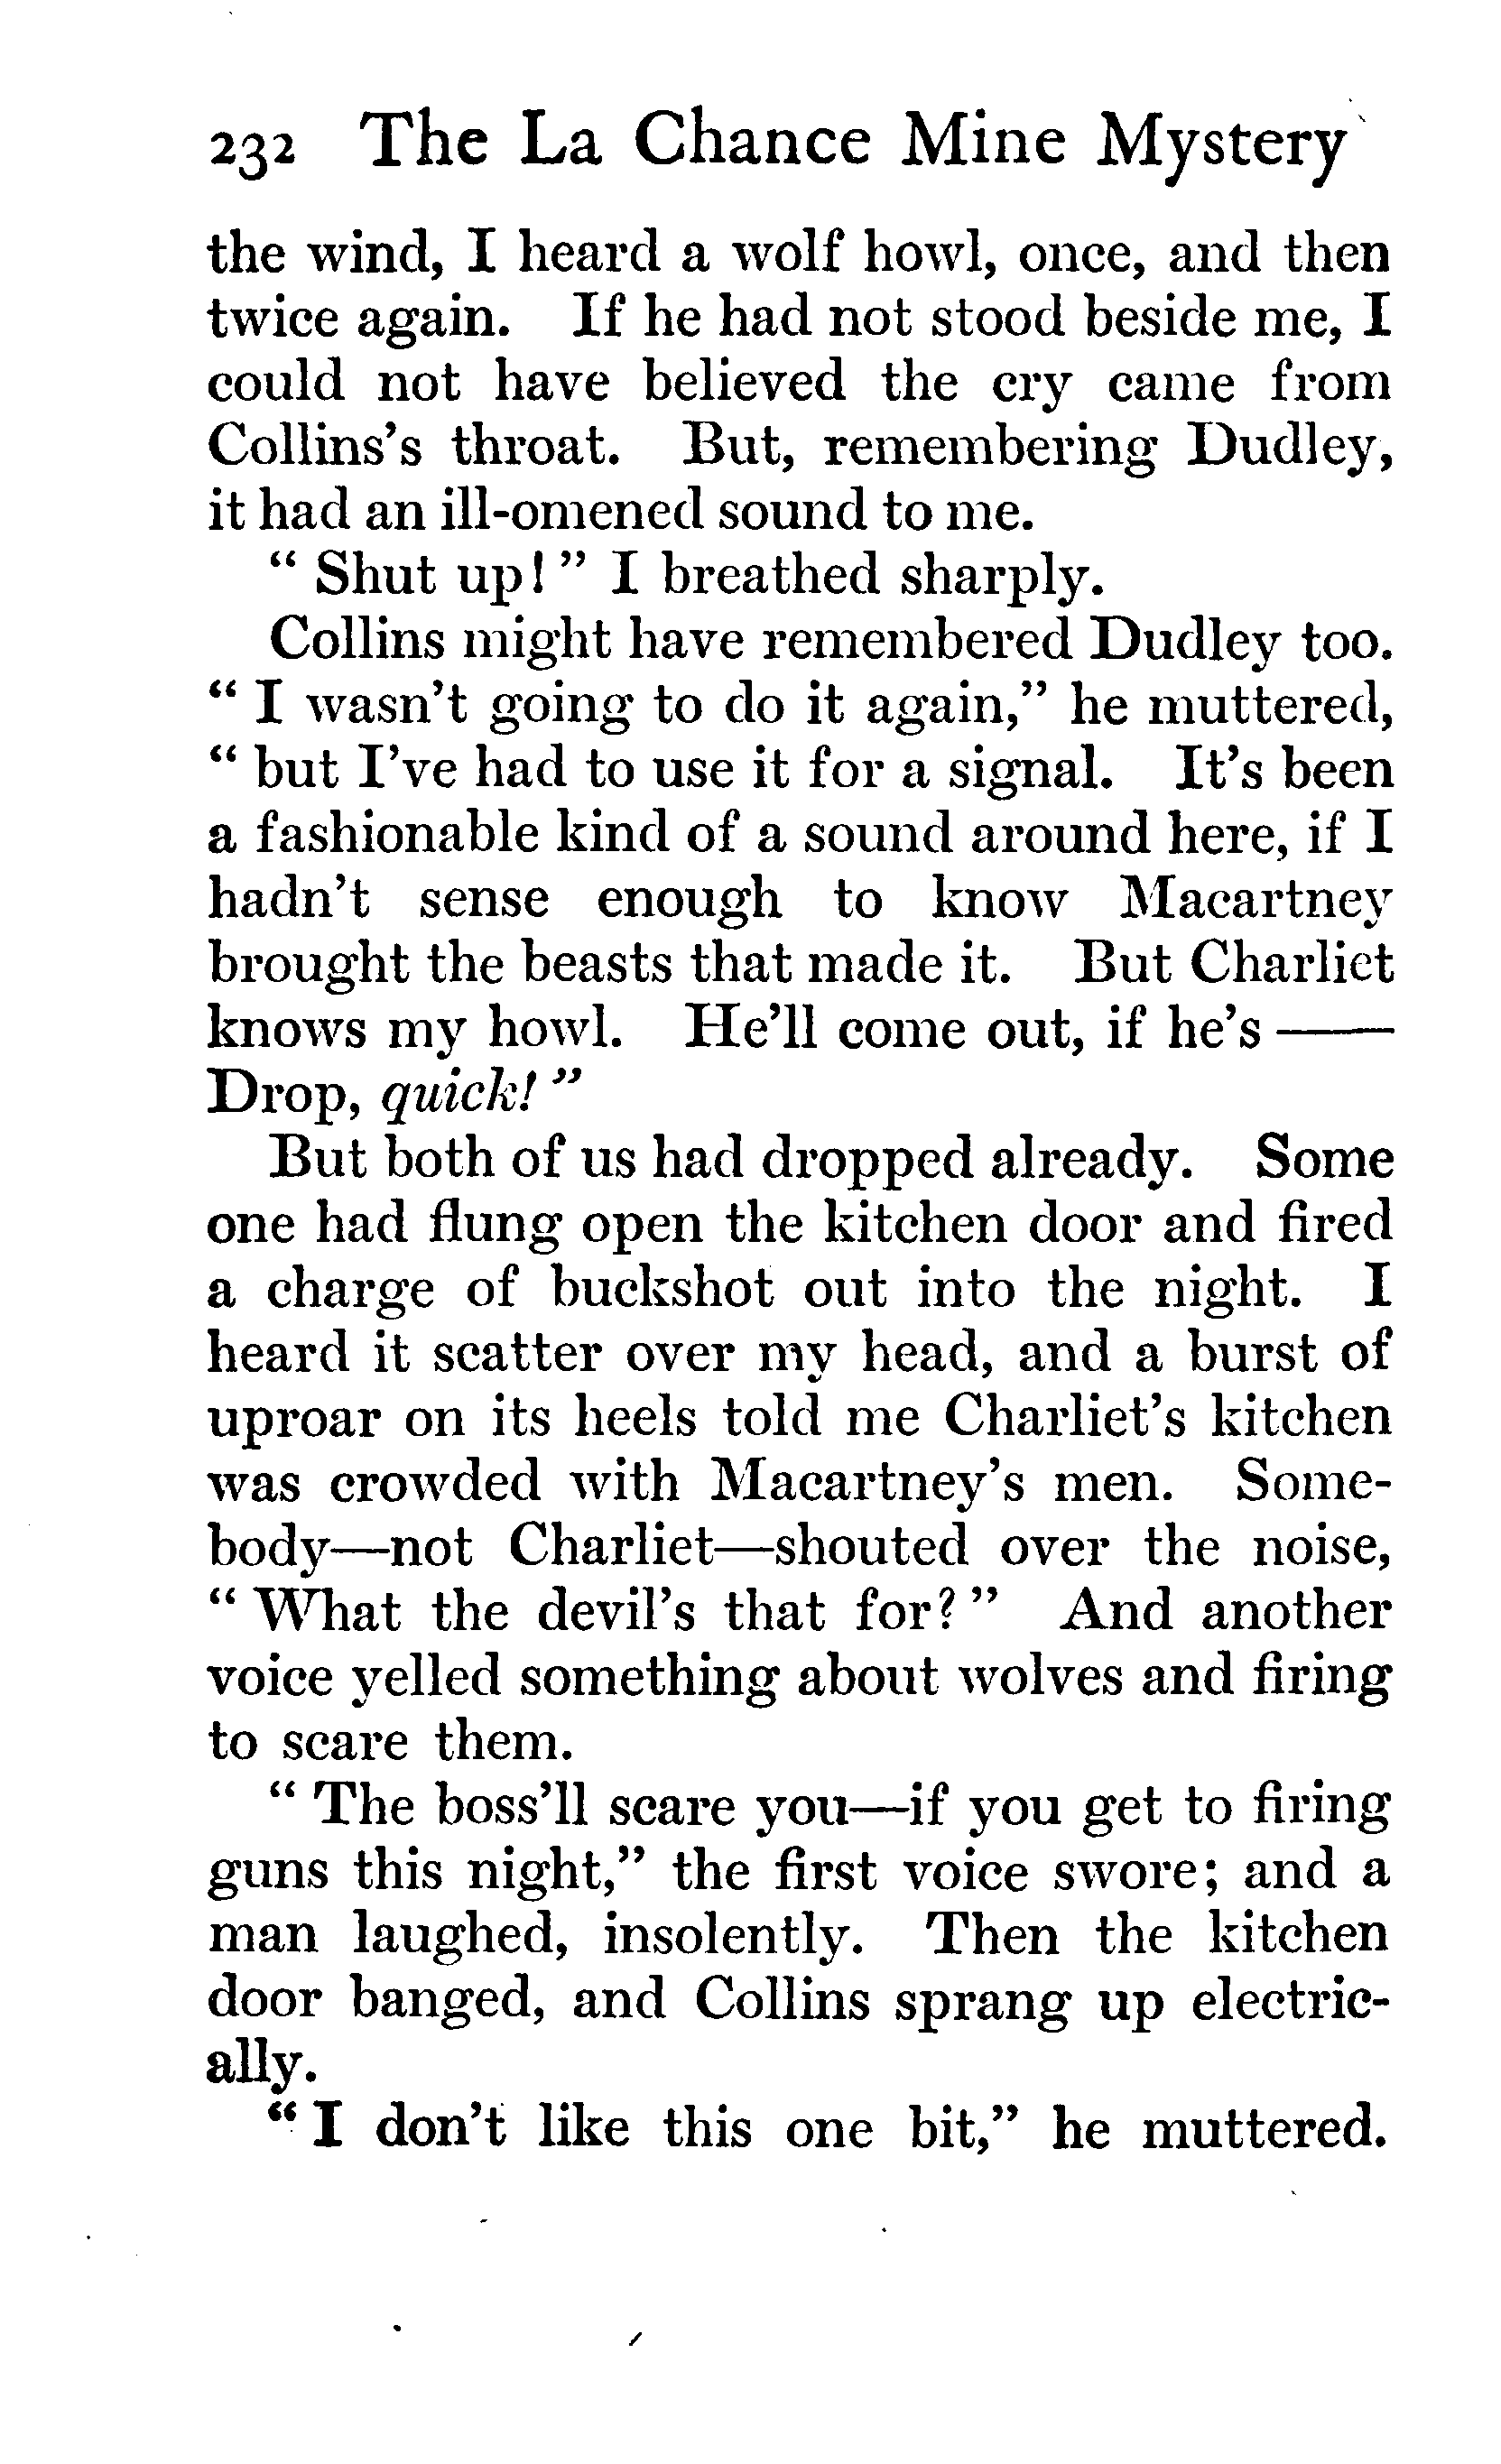 232 The La Chance Mine Mystery
the wind, I heard a wolf howl, once, and then
twice again. If he had not stood beside me, I
could not have believed the cry came from
Collins's throat. But, remembering Dudley,
it had an ill-omened sound to me.
" Shut up! " I breathed sharply.
Collins might have remembered Dudley too.
" I wasn't going to do it again," he muttered,
" but I've had to use it for a signal. It's been
a fashionable kind of a sound around here, if I
hadn't sense enough to know Macartney
brought the beasts that made it. But Charliet
knows my howl. He'll come out, if he's ——
Drop, quick! "
But both of us had dropped already. Some
one had flung open the kitchen door and fired
a charge of buckshot out into the night. I
heard it scatter over my head, and a burst of
uproar on its heels told me Charliet's kitchen
was crowded with Macartney's men. Some-
body—not Charliet—shouted over the noise,
" What the devil's that for? " And another
voice yelled something about wolves and firing
to scare them.
" The boss'll scare you—if you get to firing
guns this night," the first voice swore; and a
man laughed, insolently. Then the kitchen
door banged, and Collins sprang up electric-
ally.
" I don't like this one bit," he muttered.